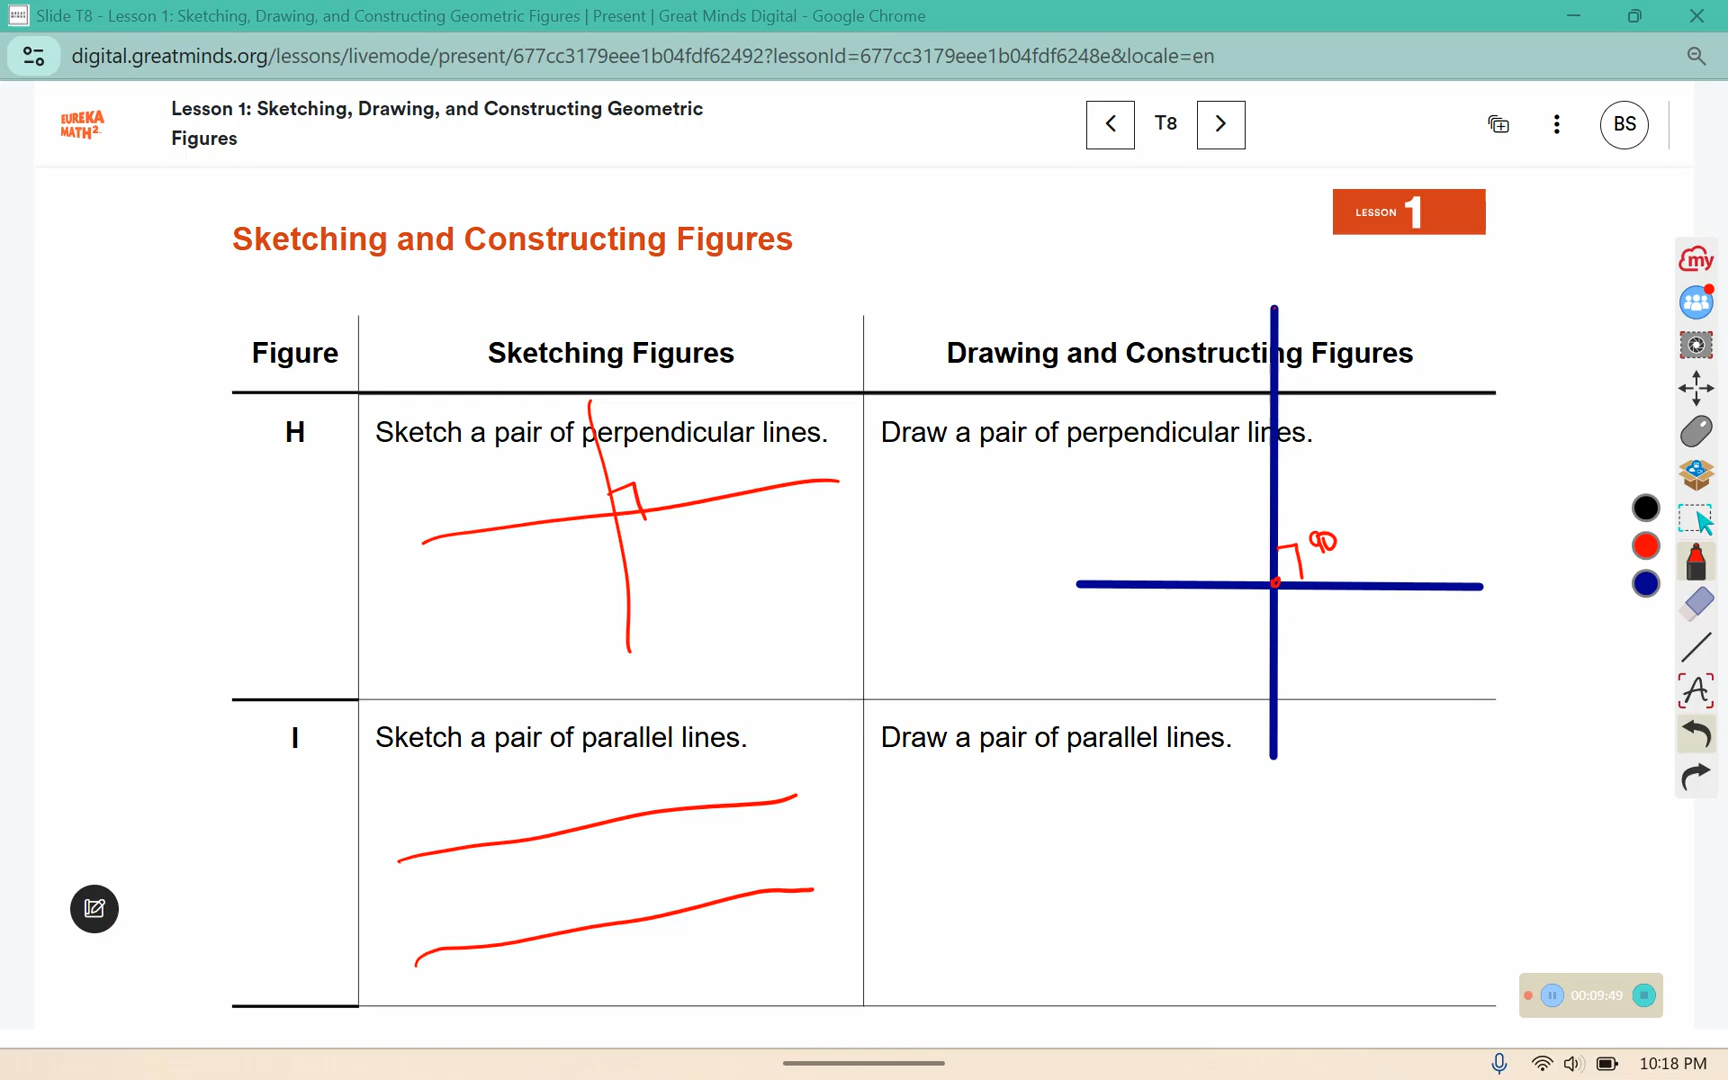 Slide T8 - Lesson 1: Sketching, Drawing, and Constructing Geometric Figures | Present | Great Minds Digital - Google Chrome
digital.greatminds.org/lessons/livemode/present/677cc3179eee1b04fdf62492?lessonId=677cc3179eee1b04fdf6248e&locale=en
EUREKA
MATH²
Lesson 1: Sketching, Drawing, and Constructing Geometric
Figures
T8
BS
LESSON 1
Sketching and Constructing Figures
my
Figure
Sketching Figures
Drawing and Constructing Figures
H
Sketch a pair of perpendicular lines.
Draw a pair of perpendicular lines.
90
I
Sketch a pair of parallel lines.
Draw a pair of parallel lines.
A
00:09:49
10:18 PM